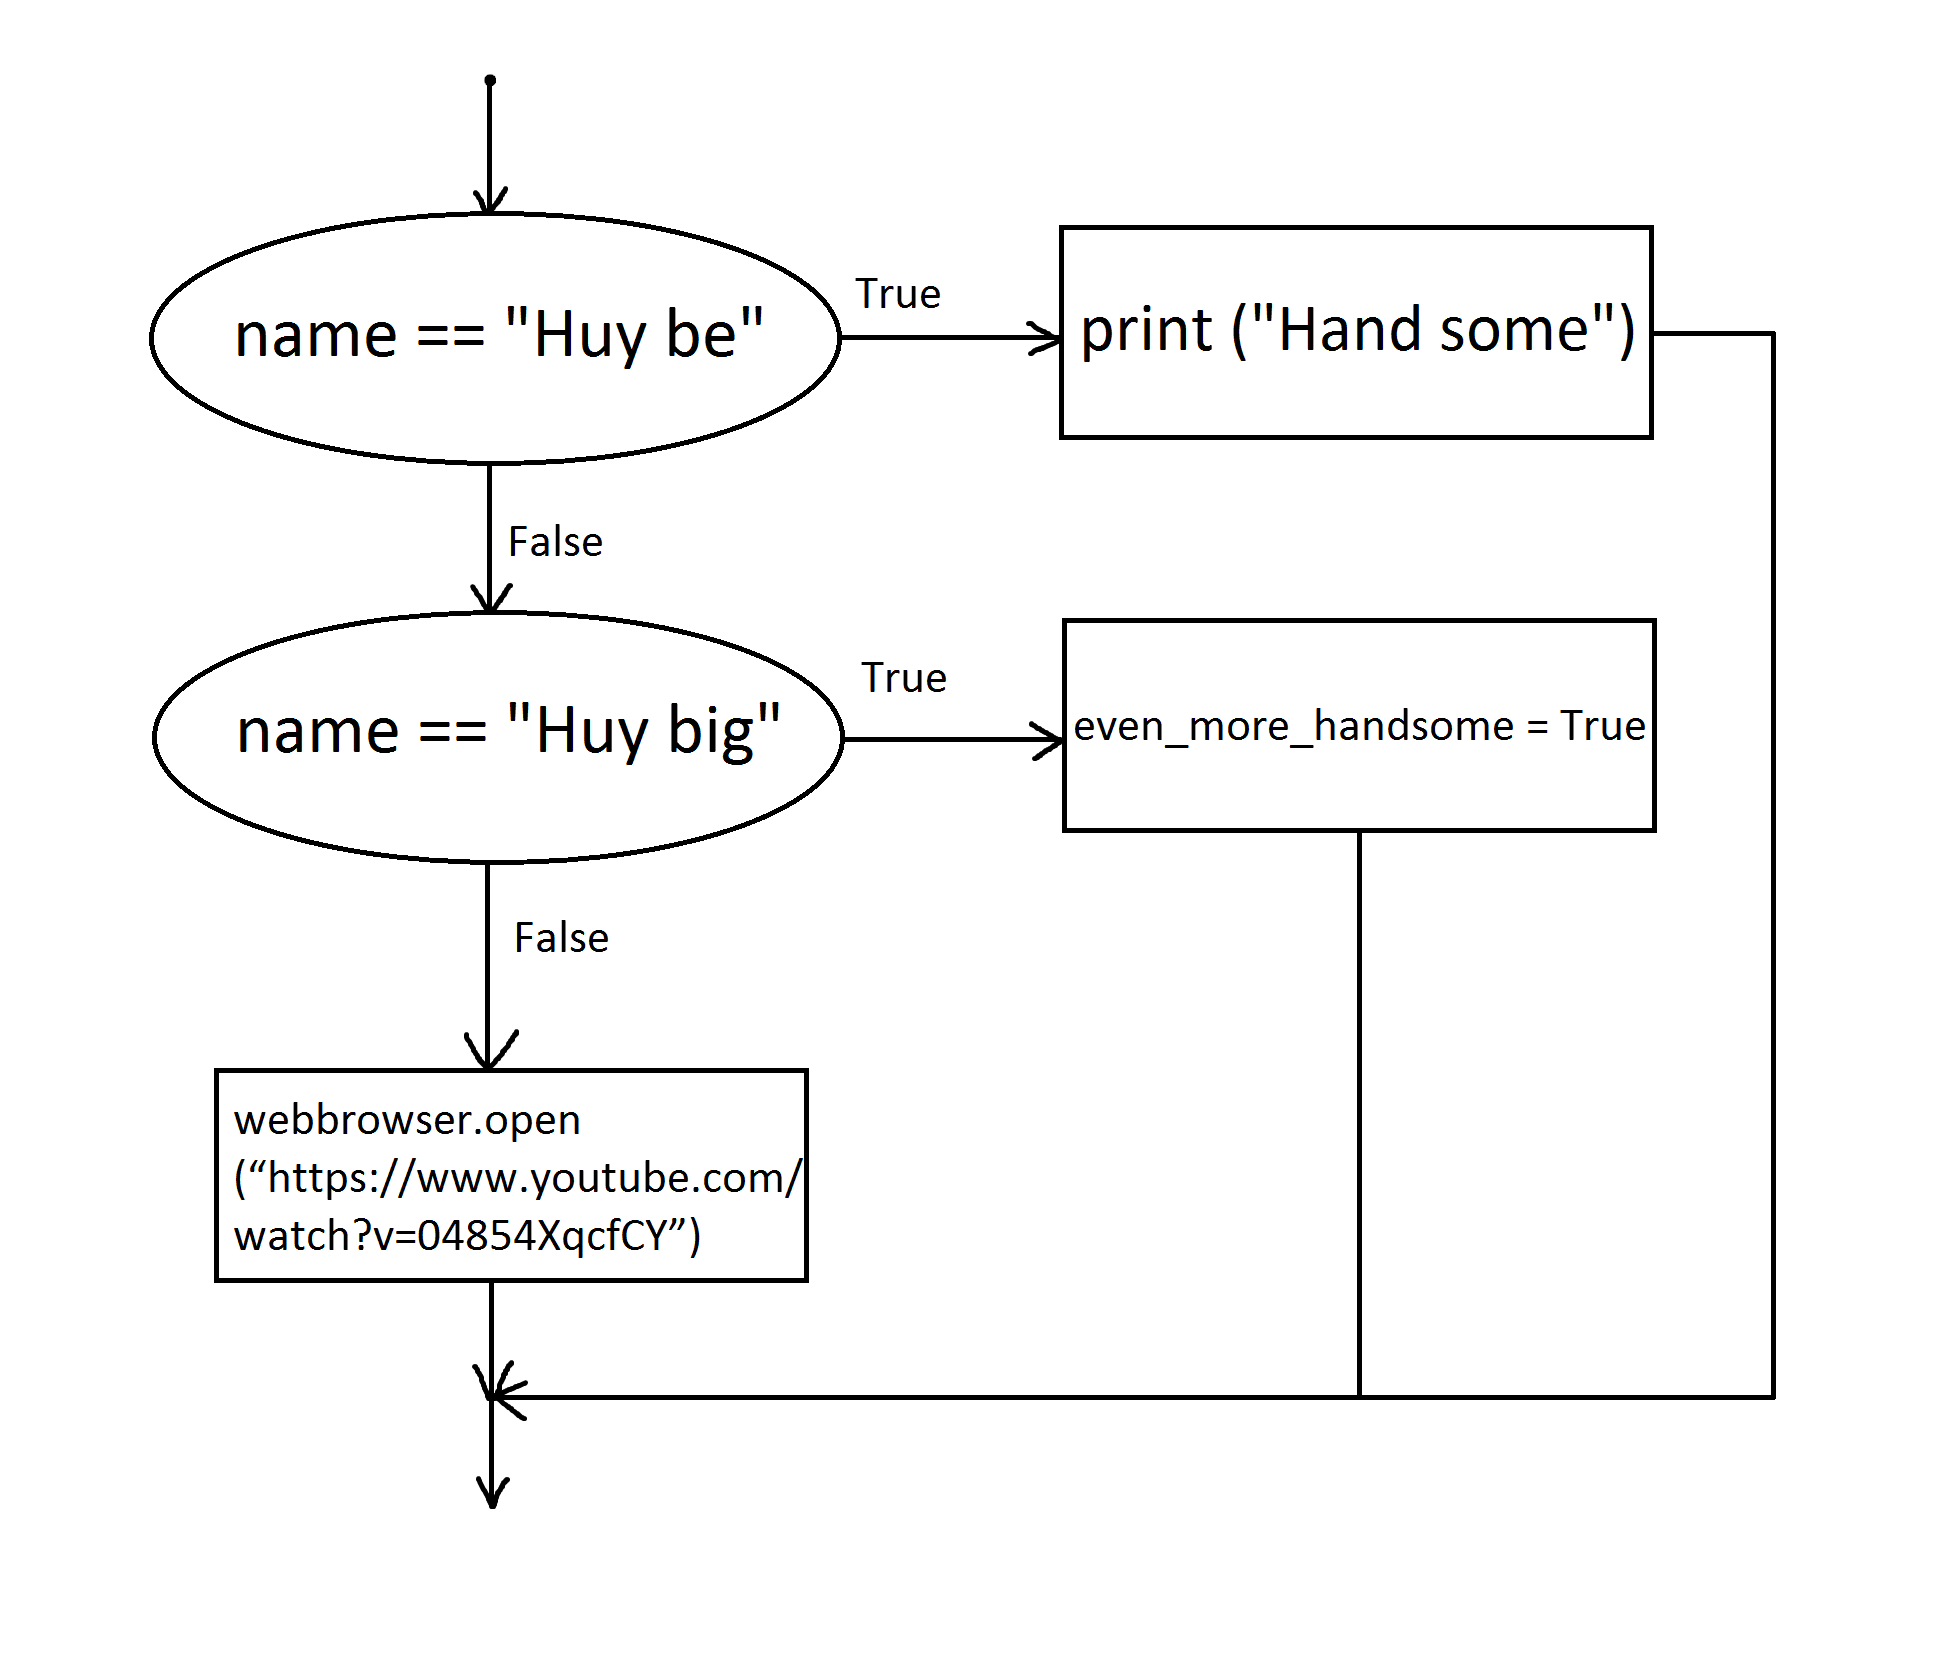 name == "Huy be"
True
print ("Hand some")
False
name == "Huy big"
True
even_more_handsome = True
False
webbrowser.open
(“https://www.youtube.com/
watch?v=04854XqcfCY”)